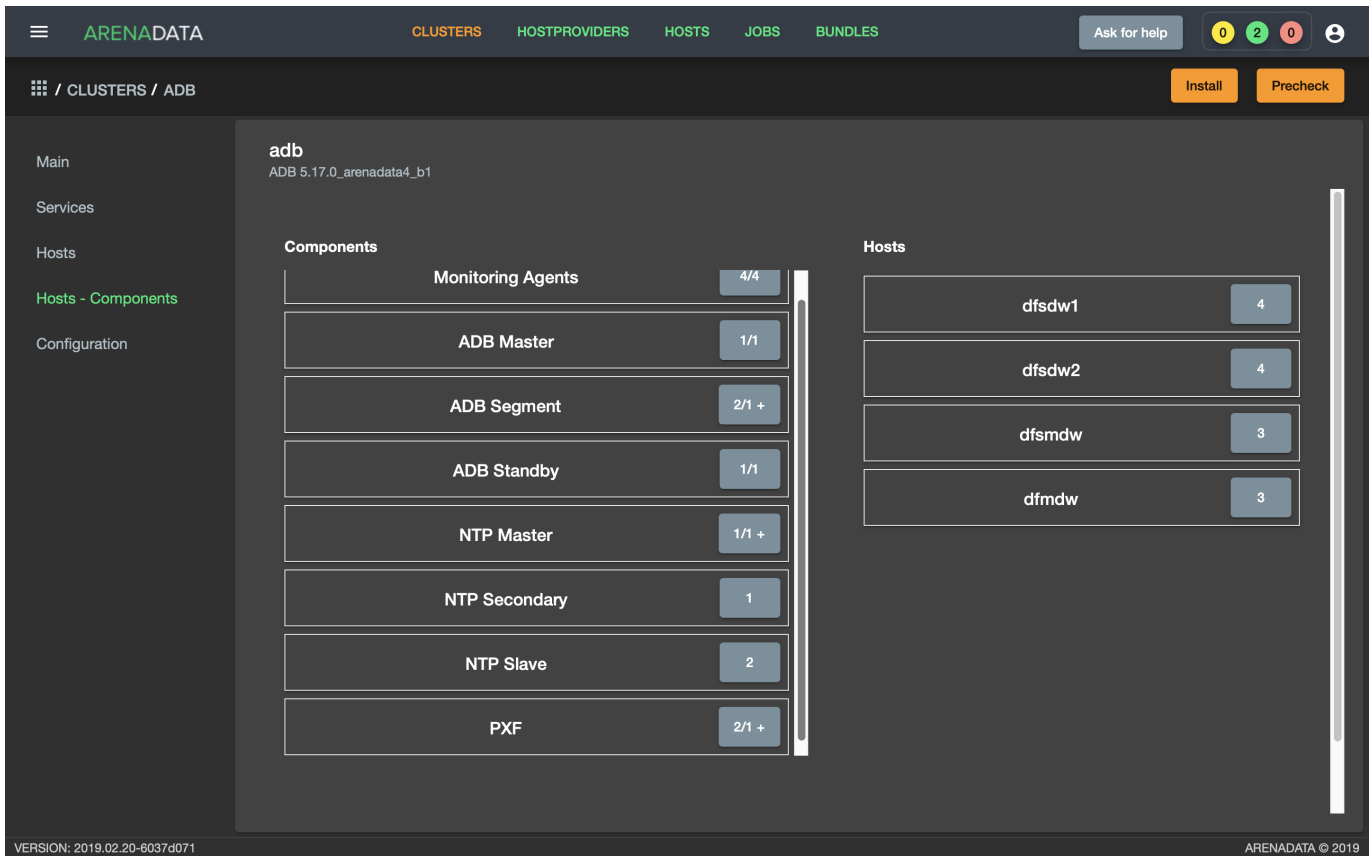 ARENADATA
CLUSTERS HOSTPROVIDERS HOSTS JOBS BUNDLES
Ask for help
0 2 0
/ CLUSTERS / ADB
Install Precheck
Main
Services
Hosts
Hosts - Components
Configuration
adb
ADB 5.17.0_arenadata4_b1
Components
Monitoring Agents 4/4
ADB Master 1/1
ADB Segment 2/1 +
ADB Standby 1/1
NTP Master 1/1 +
NTP Secondary 1
NTP Slave 2
PXF 2/1 +
Hosts
dfsdw1 4
dfsdw2 4
dfsmdw 3
dfmdw 3
VERSION: 2019.02.20-6037d071
ARENADATA © 2019